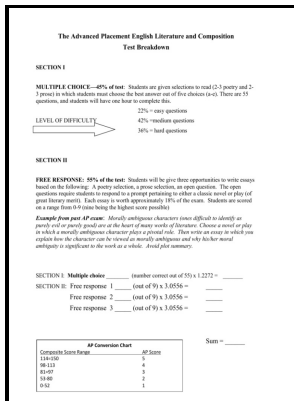 The Advanced Placement English Literature and Composition
Test Breakdown
SECTION I
MULTIPLE CHOICE—45% of test: Students are given selections to read (2-3 poetry and 2-
3 prose) in which students must choose the best answer out of five choices (a-e). There are 55
questions, and students will have one hour to complete this.
22% = easy questions
LEVEL OF DIFFICULTY
42% =medium questions
36% = hard questions
SECTION II
FREE RESPONSE: 55% of the test: Students will be given three opportunities to write essays
based on the following: A poetry selection, a prose selection, an open question. The open
questions require students to respond to a prompt pertaining to either a classic novel or play (of
great literary merit). Each essay is worth approximately 18% of the exam. Students are scored
on a range from 0-9 (nine being the highest score possible)
Example from past AP exam: Morally ambiguous characters (ones difficult to identify as
purely evil or purely good) are at the heart of many works of literature. Choose a novel or play
in which a morally ambiguous character plays a pivotal role. Then write an essay in which you
explain how the character can be viewed as morally ambiguous and why his/her moral
ambiguity is significant to the work as a whole. Avoid plot summary.
SECTION I: Multiple choice ______ (number correct out of 55) x 1.2272 = ______
SECTION II: Free response 1 _____ (out of 9) x 3.0556 = _____
Free response 2 _____ (out of 9) x 3.0556 = _____
Free response 3 _____ (out of 9) x 3.0556 = _____
Sum = ______
AP Conversion Chart
Composite Score Range AP Score
114=150 5
98-113 4
81=97 3
53-80 2
0-52 1